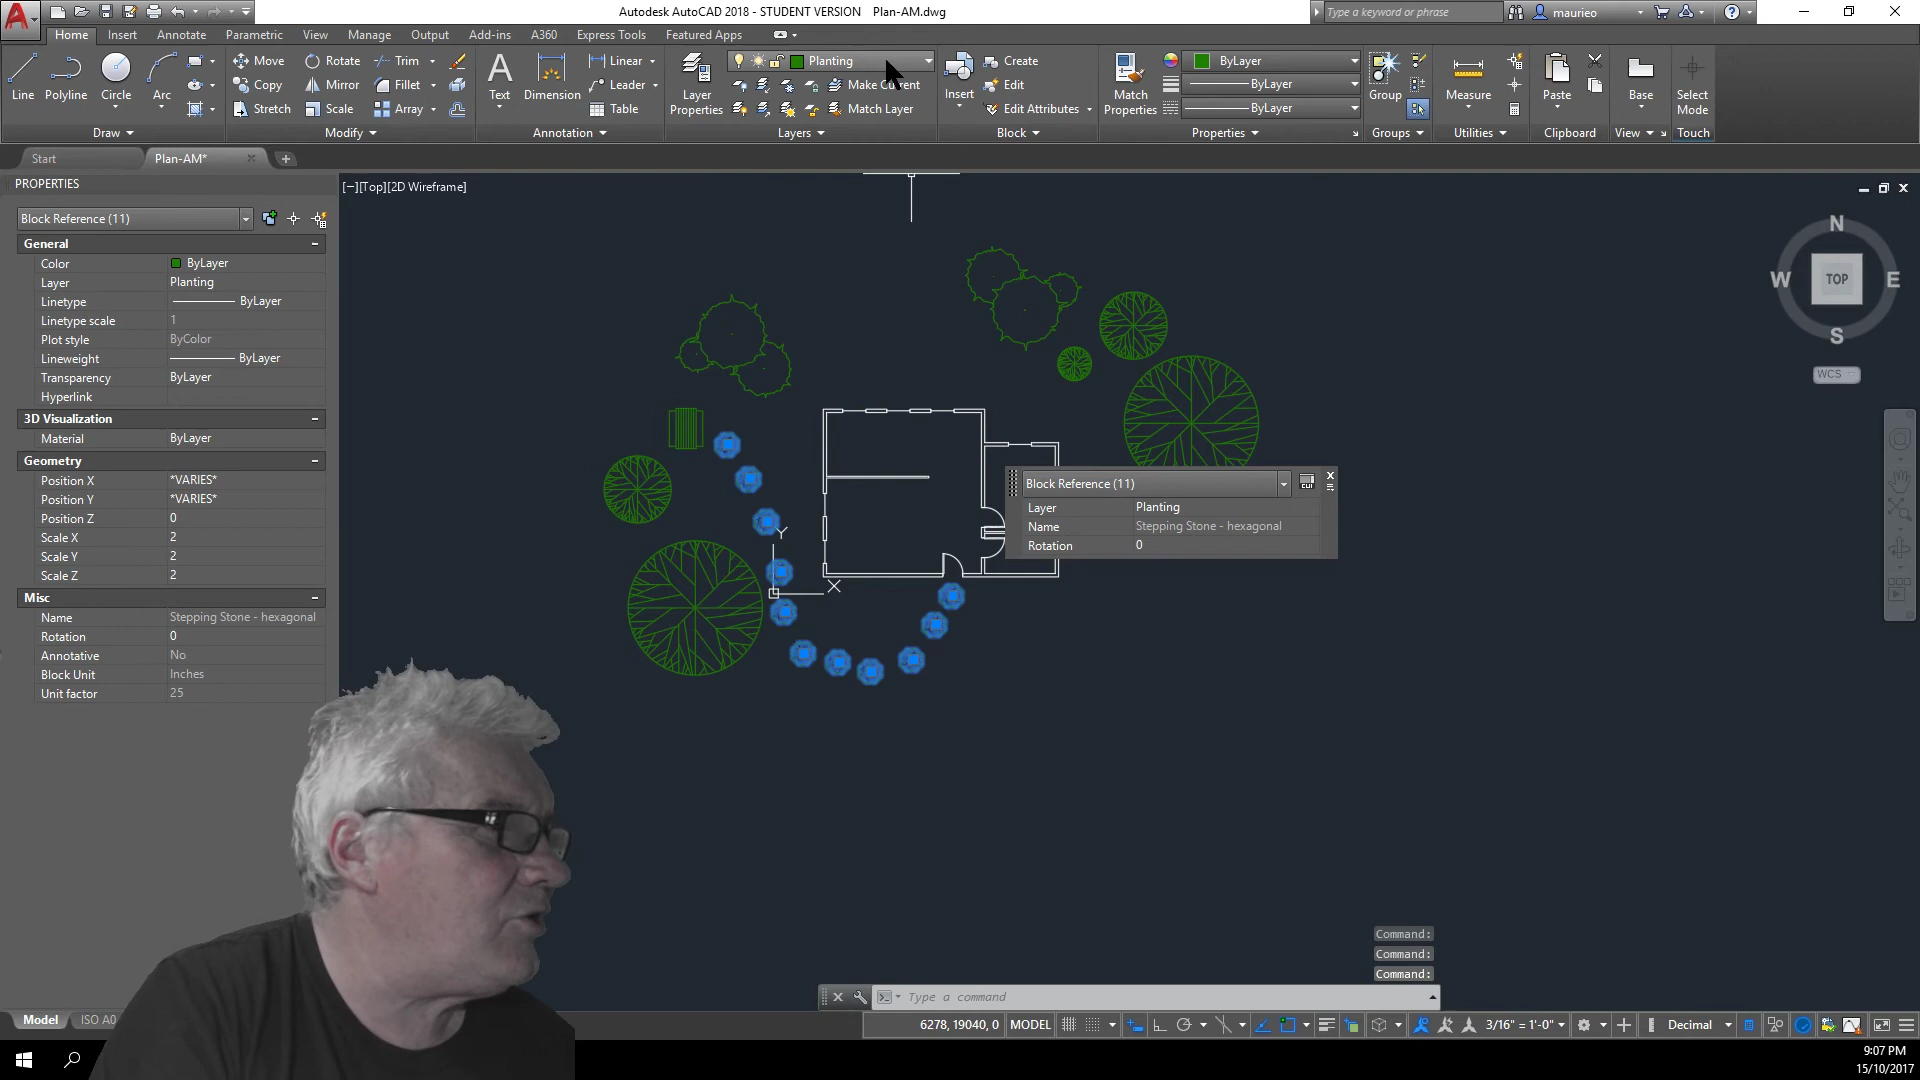 Autodesk AutoCAD 2018 - STUDENT VERSION Plan-AM.dwg
Type a keyword or phrase
maurieo
Home Insert Annotate Parametric View Manage Output Add-ins A360 Express Tools Featured Apps
Line Polyline Circle Arc
Move Rotate Trim
Copy Mirror Fillet
Stretch Scale Array
Text Dimension
Linear
Leader
Table
Layer Properties
Planting
Make Current
Match Layer
Insert
Create
Edit
Edit Attributes
Match Properties
ByLayer
ByLayer
ByLayer
Group
Measure
Paste
Base
Select Mode
Draw Modify Annotation Layers Block Properties Groups Utilities Clipboard View Touch
Start Plan-AM*
PROPERTIES
[−][Top][2D Wireframe]
Block Reference (11)
General
Color ByLayer
Layer Planting
Linetype ByLayer
Linetype scale 1
Plot style ByColor
Lineweight ByLayer
Transparency ByLayer
Hyperlink
3D Visualization
Material ByLayer
Geometry
Position X *VARIES*
Position Y *VARIES*
Position Z 0
Scale X 2
Scale Y 2
Scale Z 2
Misc
Name Stepping Stone - hexagonal
Rotation 0
Annotative No
Block Unit Inches
Unit factor 25
N
W TOP E
S
WCS
Block Reference (11)
Layer Planting
Name Stepping Stone - hexagonal
Rotation 0
Y
X
Command:
Command:
Command:
Type a command
Model ISO A0
6278, 19040, 0 MODEL 3/16" = 1'-0" Decimal
9:07 PM
15/10/2017